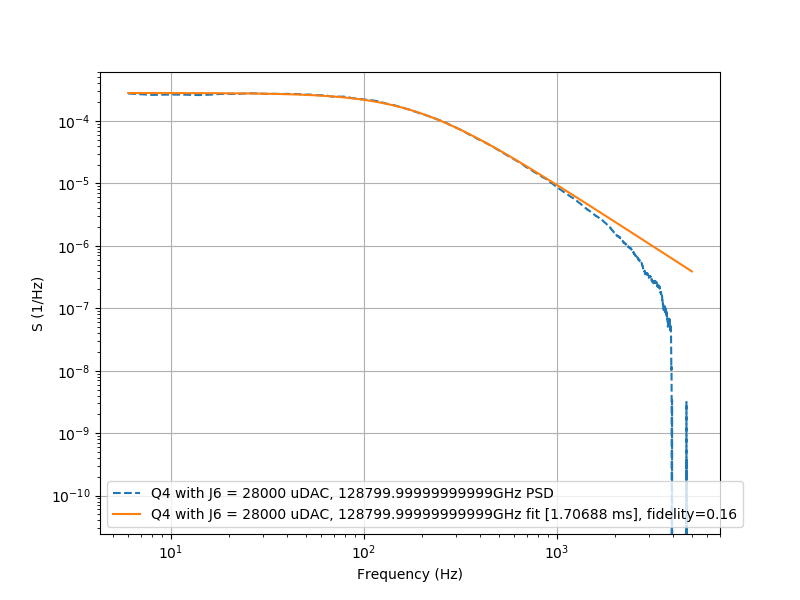 10⁻⁴
10⁻⁵
10⁻⁶
10⁻⁷
10⁻⁸
10⁻⁹
10⁻¹⁰
S (1/Hz)
Q4 with J6 = 28000 uDAC, 128799.99999999999GHz PSD
Q4 with J6 = 28000 uDAC, 128799.99999999999GHz fit [1.70688 ms], fidelity=0.16
10¹ 10² 10³
Frequency (Hz)